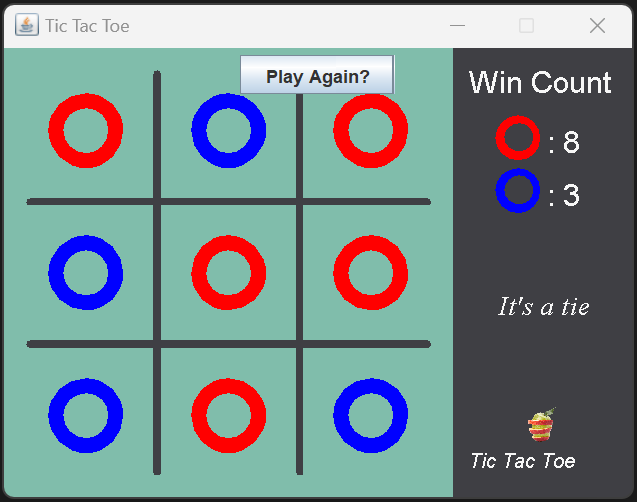 Tic Tac Toe
Play Again?
Win Count
: 8
: 3
It's a tie
Tic Tac Toe